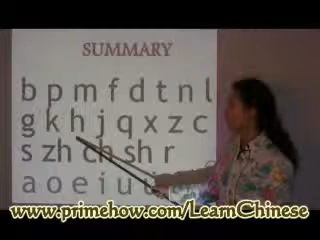 SUMMARY
b p m f d t n l
g k h j q x z c
s zh ch sh r
a o e i u ü
www.primehow.com/LearnChinese